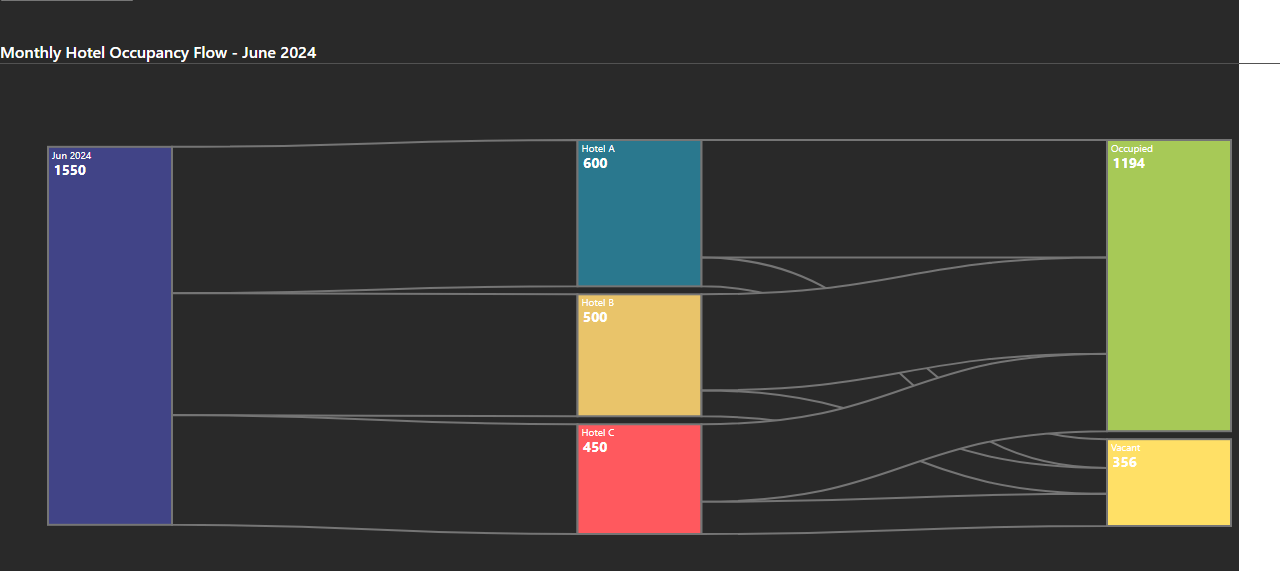 Monthly Hotel Occupancy Flow - June 2024
Jun 2024
1550
Hotel A
600
Hotel B
500
Hotel C
450
Occupied
1194
Vacant
356